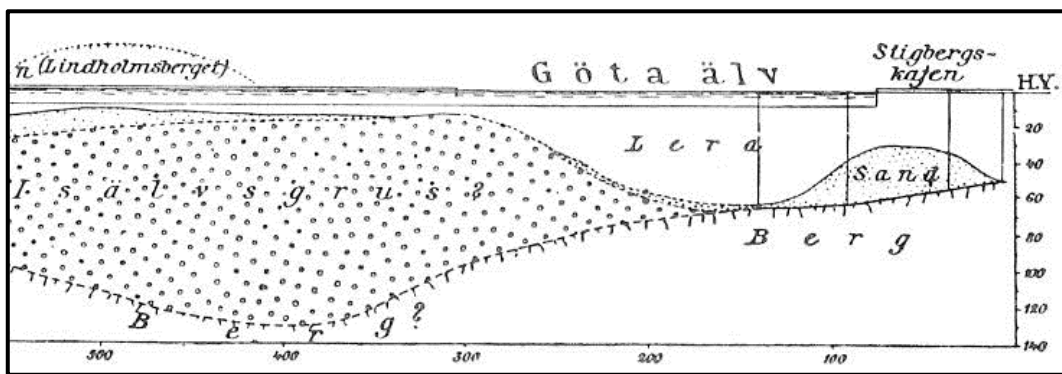 n (Lindholmsberget)
Göta älv
Stigbergs-
kajen
H.Y.
20
Lera
40
Isälvsgrus?
Sand
60
Berg
80
100
120
Berg?
140
500
400
300
200
100